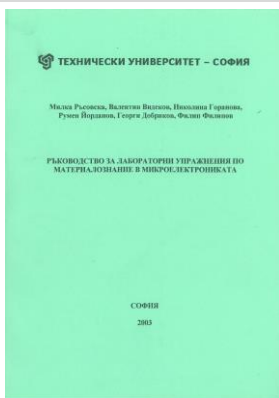 ТЕХНИЧЕСКИ УНИВЕРСИТЕТ – СОФИЯ
Милка Расовска, Валентин Видеков, Николина Горанова,
Румен Йорданов, Георги Добриков, Филип Филипов
РЪКОВОДСТВО ЗА ЛАБОРАТОРНИ УПРАЖНЕНИЯ ПО
МАТЕРИАЛОЗНАНИЕ В МИКРОЕЛЕКТРОНИКАТА
СОФИЯ
2003